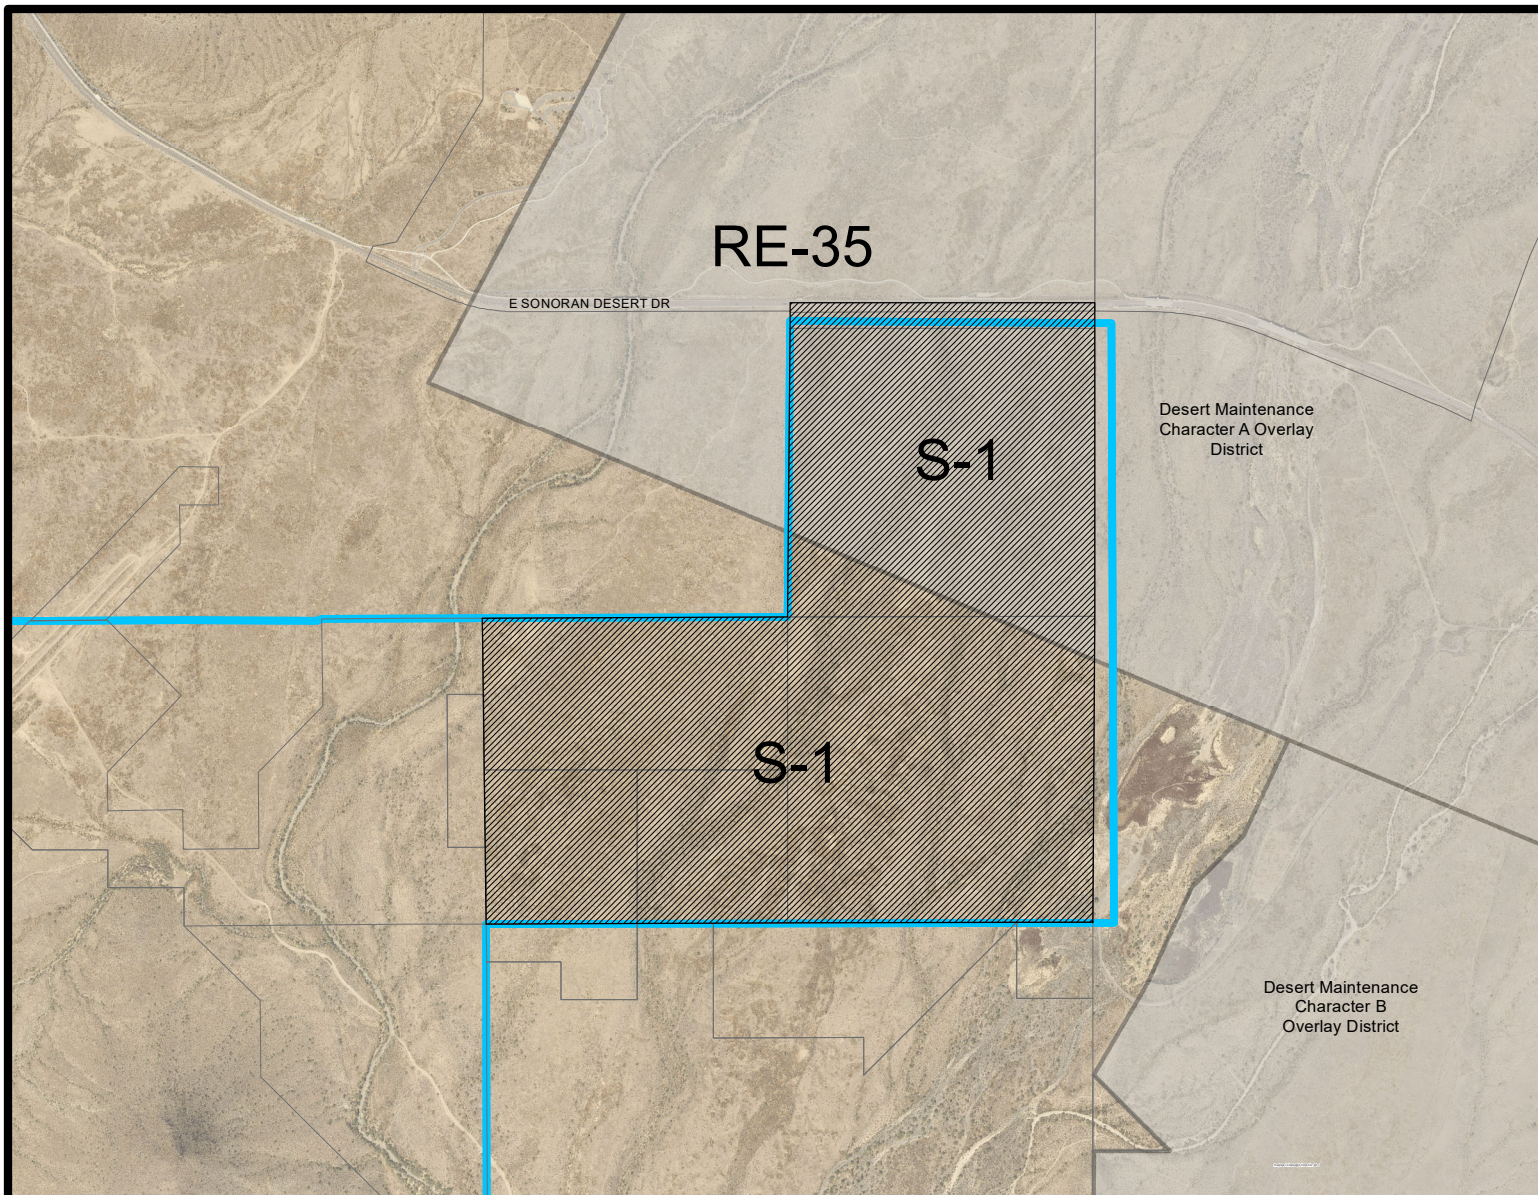 RE-35
E SONORAN DESERT DR
Desert Maintenance
Character A Overlay
District
S-1
S-1
Desert Maintenance
Character B
Overlay District